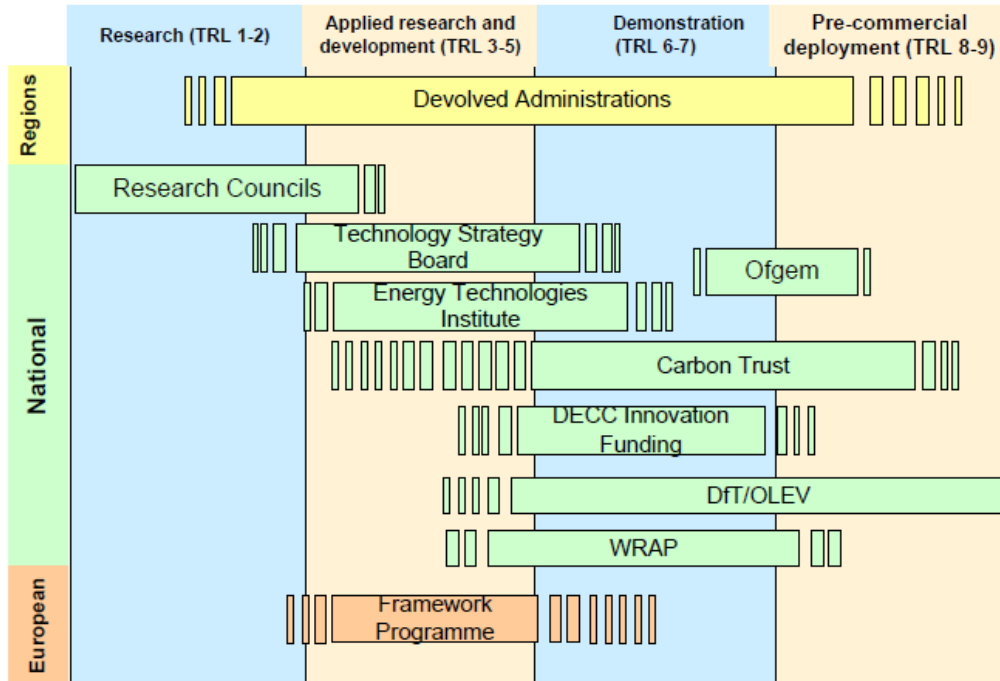 Research (TRL 1-2)
Applied research and
development (TRL 3-5)
Demonstration
(TRL 6-7)
Pre-commercial
deployment (TRL 8-9)
Regions
Devolved Administrations
National
Research Councils
Technology Strategy
Board
Ofgem
Energy Technologies
Institute
Carbon Trust
DECC Innovation
Funding
DfT/OLEV
WRAP
European
Framework
Programme